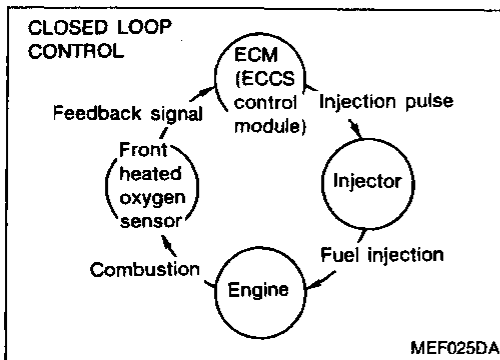 CLOSED LOOP
CONTROL
ECM
(ECCS
control
module)
Injection pulse
Injector
Fuel injection
Engine
Combustion
Front
heated
oxygen
sensor
Feedback signal
MEF025DA